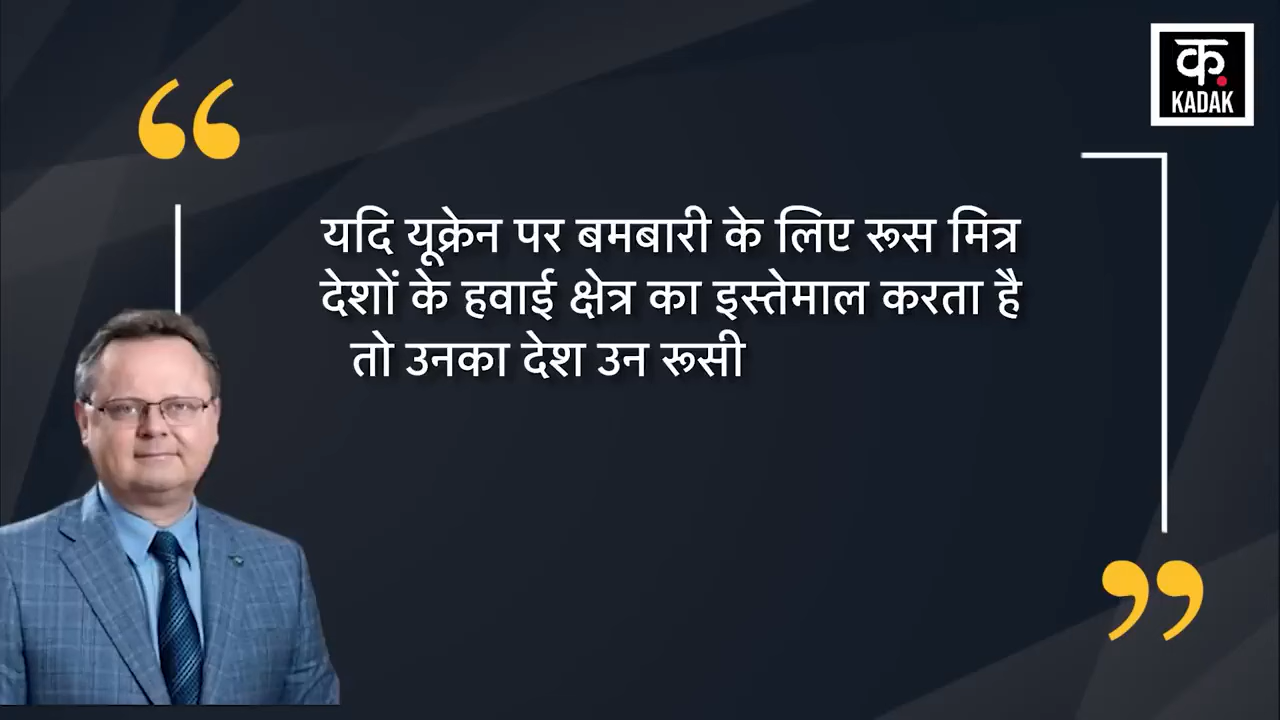 क
KADAK
यदि यूक्रेन पर बमबारी के लिए रूस मित्र
देशों के हवाई क्षेत्र का इस्तेमाल करता है
तो उनका देश उन रूसी